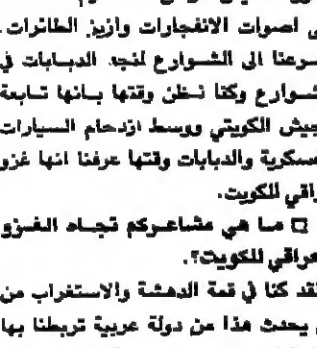 ى اصوات الانفجارات وازيز الطائرات.
سرعنا الى الشوارع لنجد الدبابات في
شوارع وكنا نظن وقتها بانها تابعة
جيش الكويتي ووسط ازدحام السيارات
عسكرية والدبابات وقتها عرفنا انها غزو
راقي للكويت.
□ ما هي مشاعركم تجاه الغزو
عراقي للكويت؟.
قد كنا في قمة الدهشة والاستغراب من
يحدث هذا من دولة عربية تربطنا بها